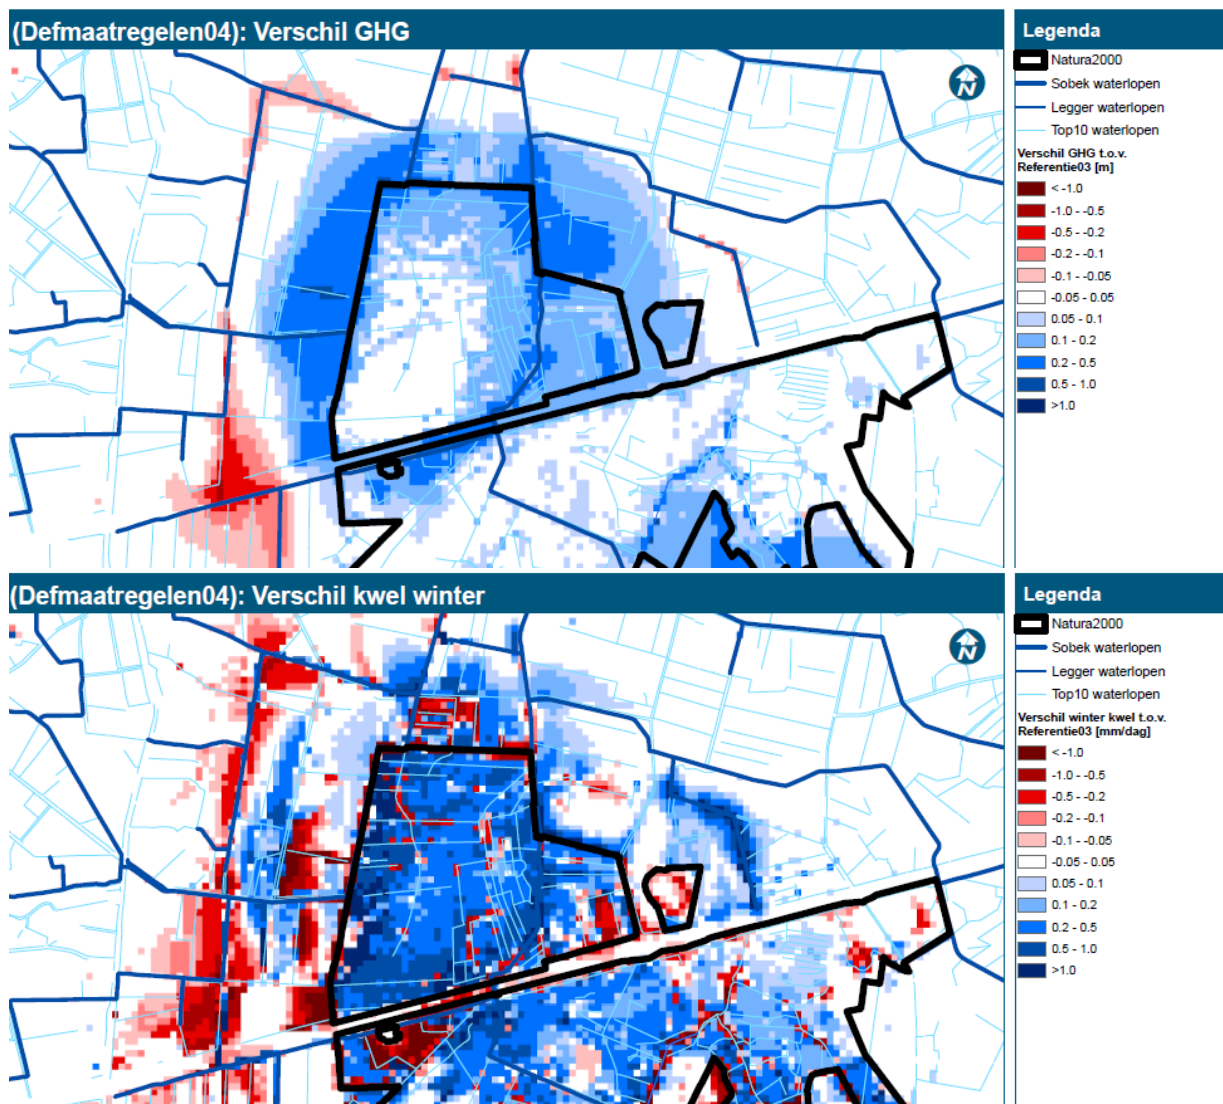 (Defmaatregelen04): Verschil GHG
Legenda
Natura2000
Sobek waterlopen
Legger waterlopen
Top10 waterlopen
Verschil GHG t.o.v.
Referentie03 [m]
< -1.0
-1.0 - -0.5
-0.5 - -0.2
-0.2 - -0.1
-0.1 - -0.05
-0.05 - 0.05
0.05 - 0.1
0.1 - 0.2
0.2 - 0.5
0.5 - 1.0
>1.0
N
(Defmaatregelen04): Verschil kwel winter
Legenda
Natura2000
Sobek waterlopen
Legger waterlopen
Top10 waterlopen
Verschil winter kwel t.o.v.
Referentie03 [mm/dag]
< -1.0
-1.0 - -0.5
-0.5 - -0.2
-0.2 - -0.1
-0.1 - -0.05
-0.05 - 0.05
0.05 - 0.1
0.1 - 0.2
0.2 - 0.5
0.5 - 1.0
>1.0
N